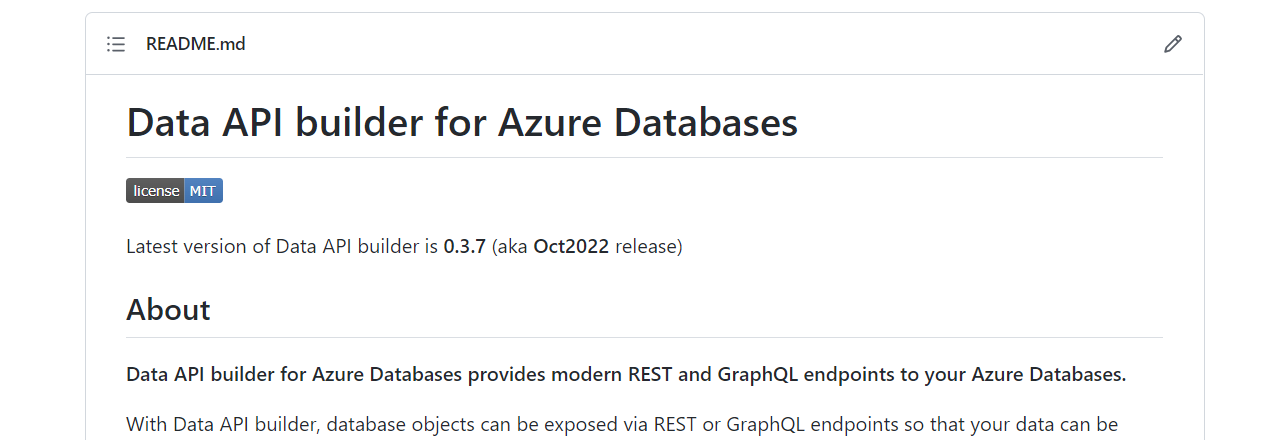 README.md
Data API builder for Azure Databases
license MIT
Latest version of Data API builder is 0.3.7 (aka Oct2022 release)
About
Data API builder for Azure Databases provides modern REST and GraphQL endpoints to your Azure Databases.
With Data API builder, database objects can be exposed via REST or GraphQL endpoints so that your data can be